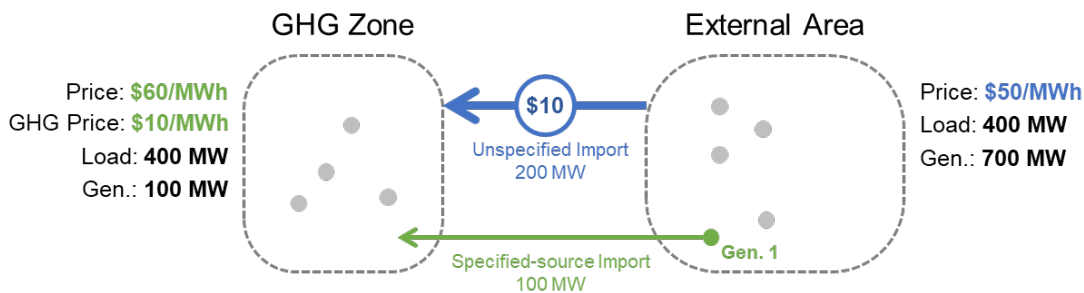 GHG Zone
External Area
Price: $60/MWh
GHG Price: $10/MWh
Load: 400 MW
Gen.: 100 MW
$10
Unspecified Import
200 MW
Price: $50/MWh
Load: 400 MW
Gen.: 700 MW
Gen. 1
Specified-source Import
100 MW